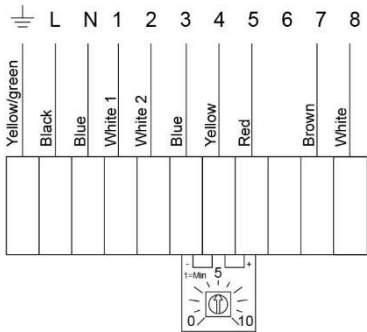 ⏚ L N 1 2 3 4 5 6 7 8
Yellow/green Black Blue White 1 White 2 Blue Yellow Red Brown White
- +
1=Min 5
0 10